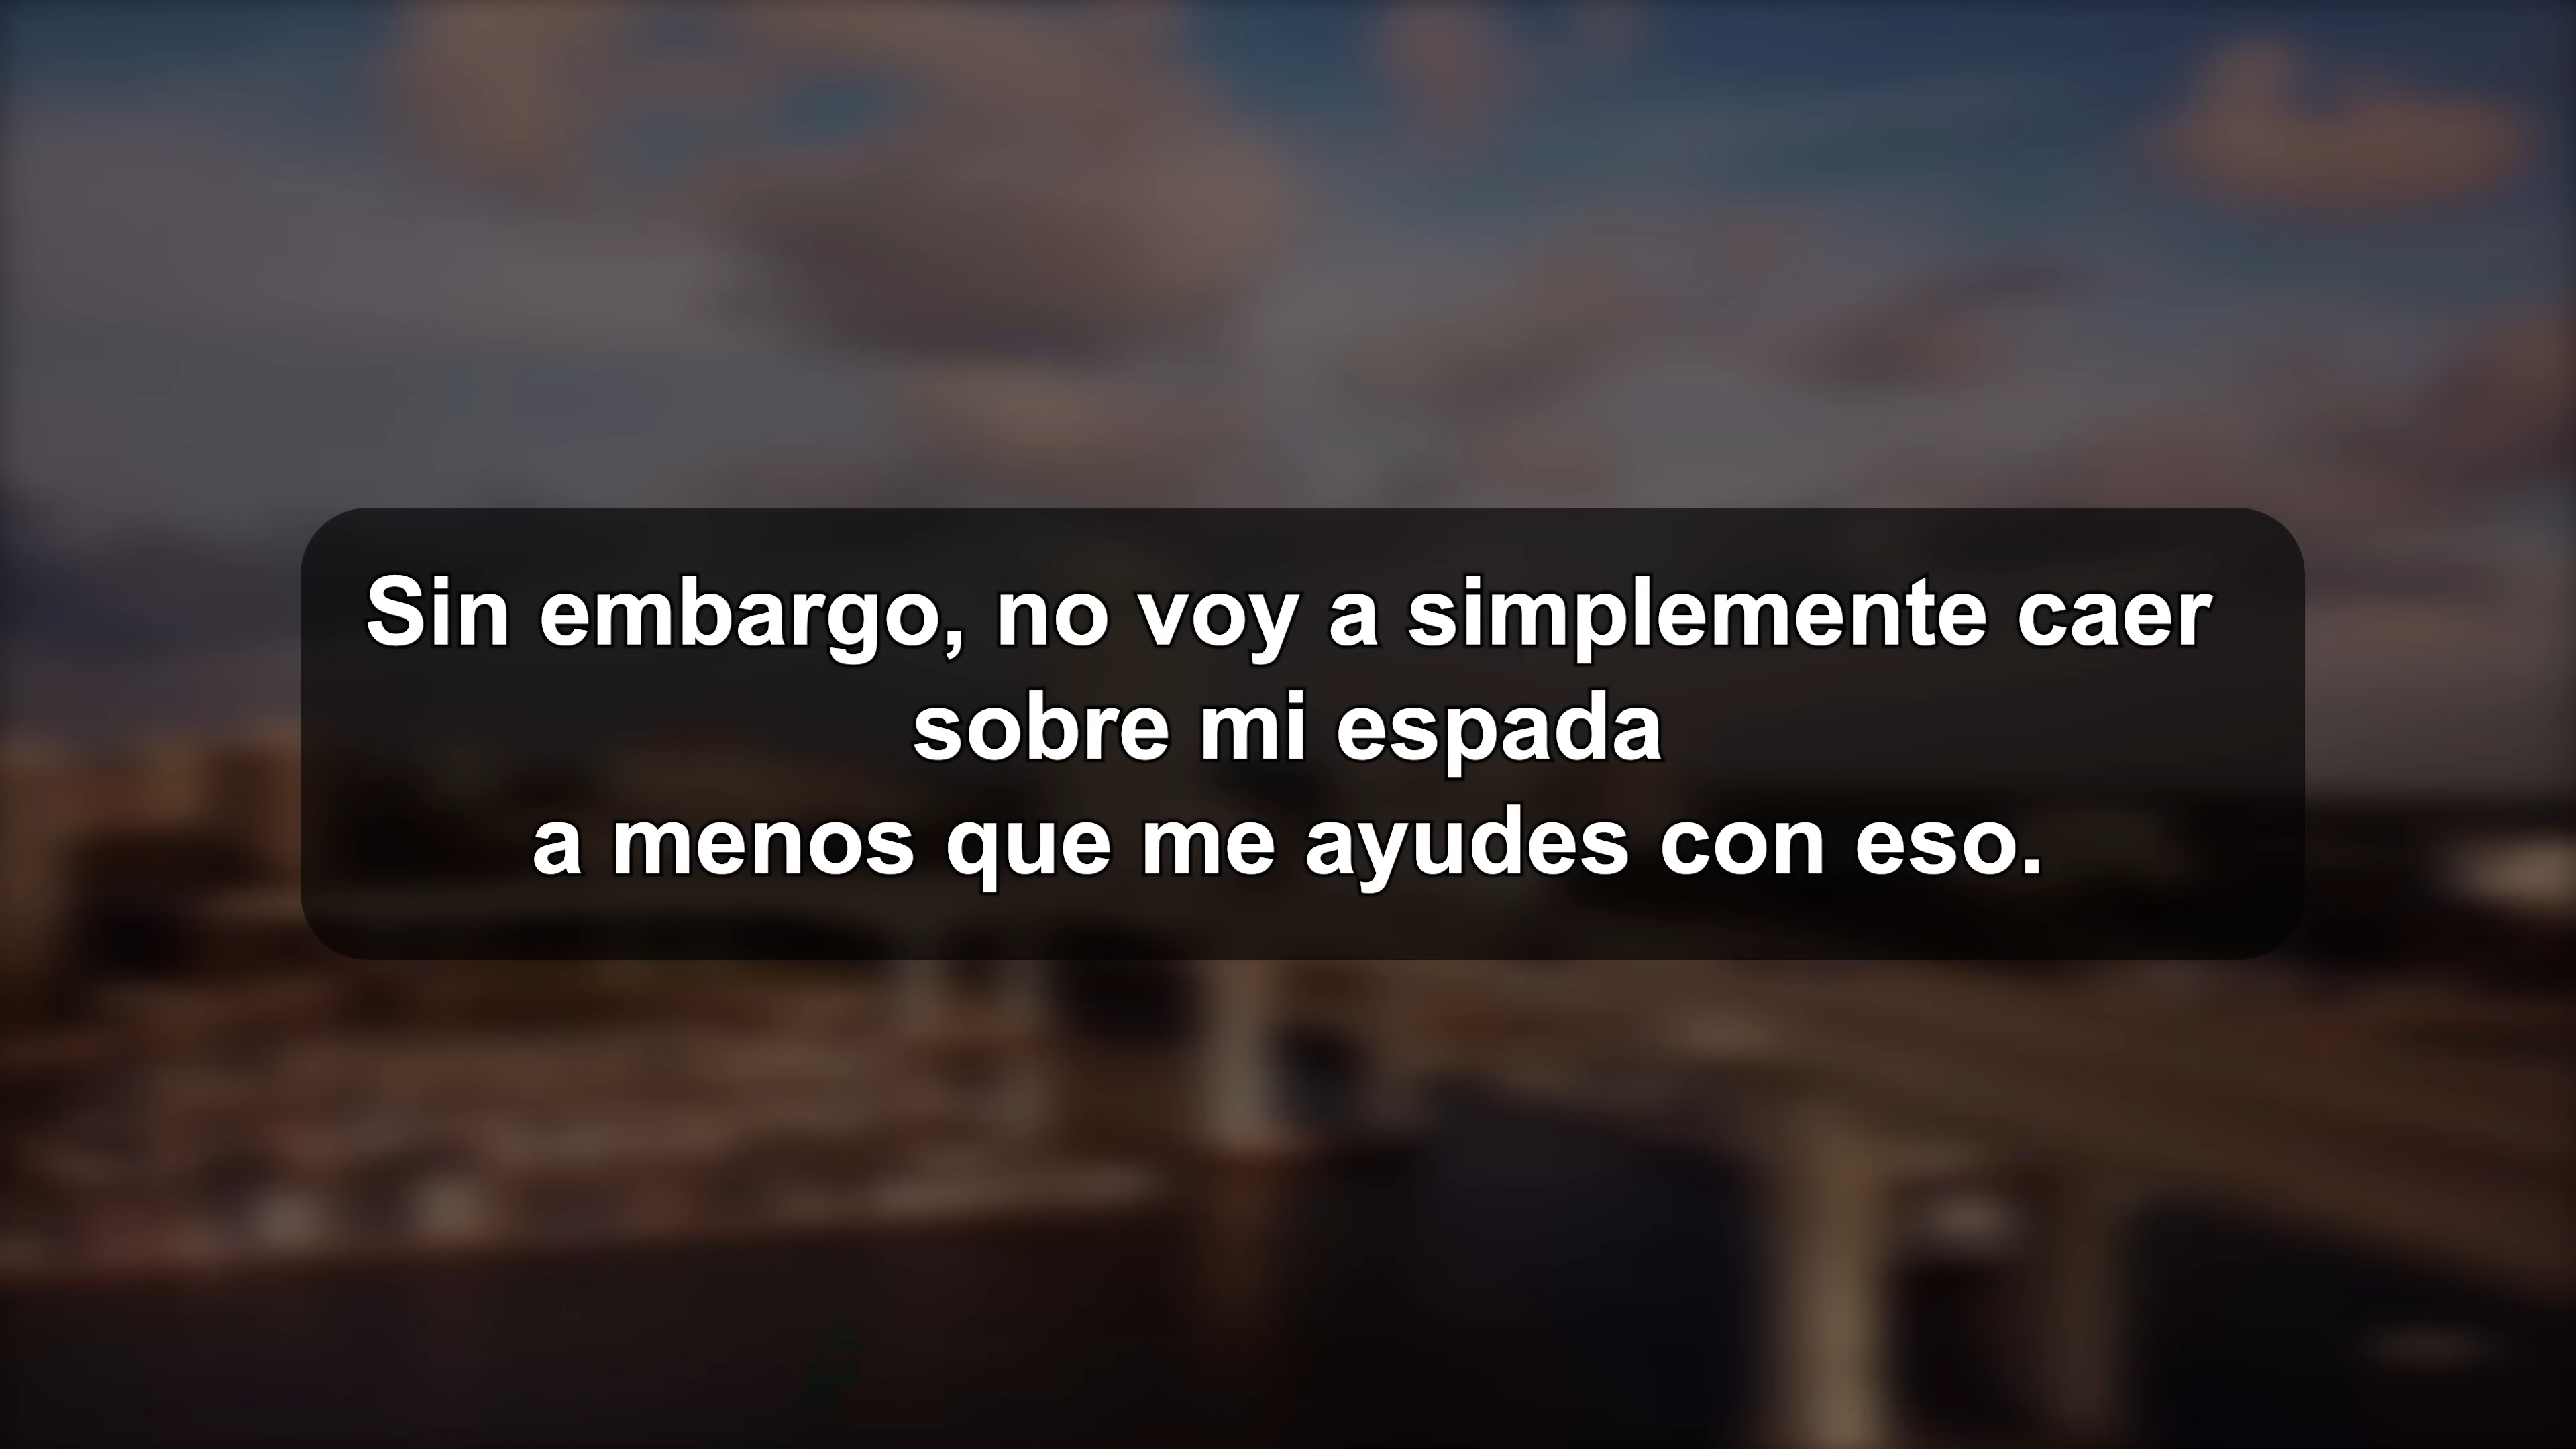 Sin embargo, no voy a simplemente caer
sobre mi espada
a menos que me ayudes con eso.